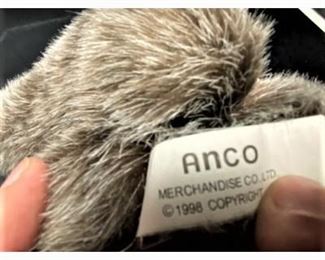 ANCO
MERCHANDISE CO., LTD.
©1998 COPYRIGHT